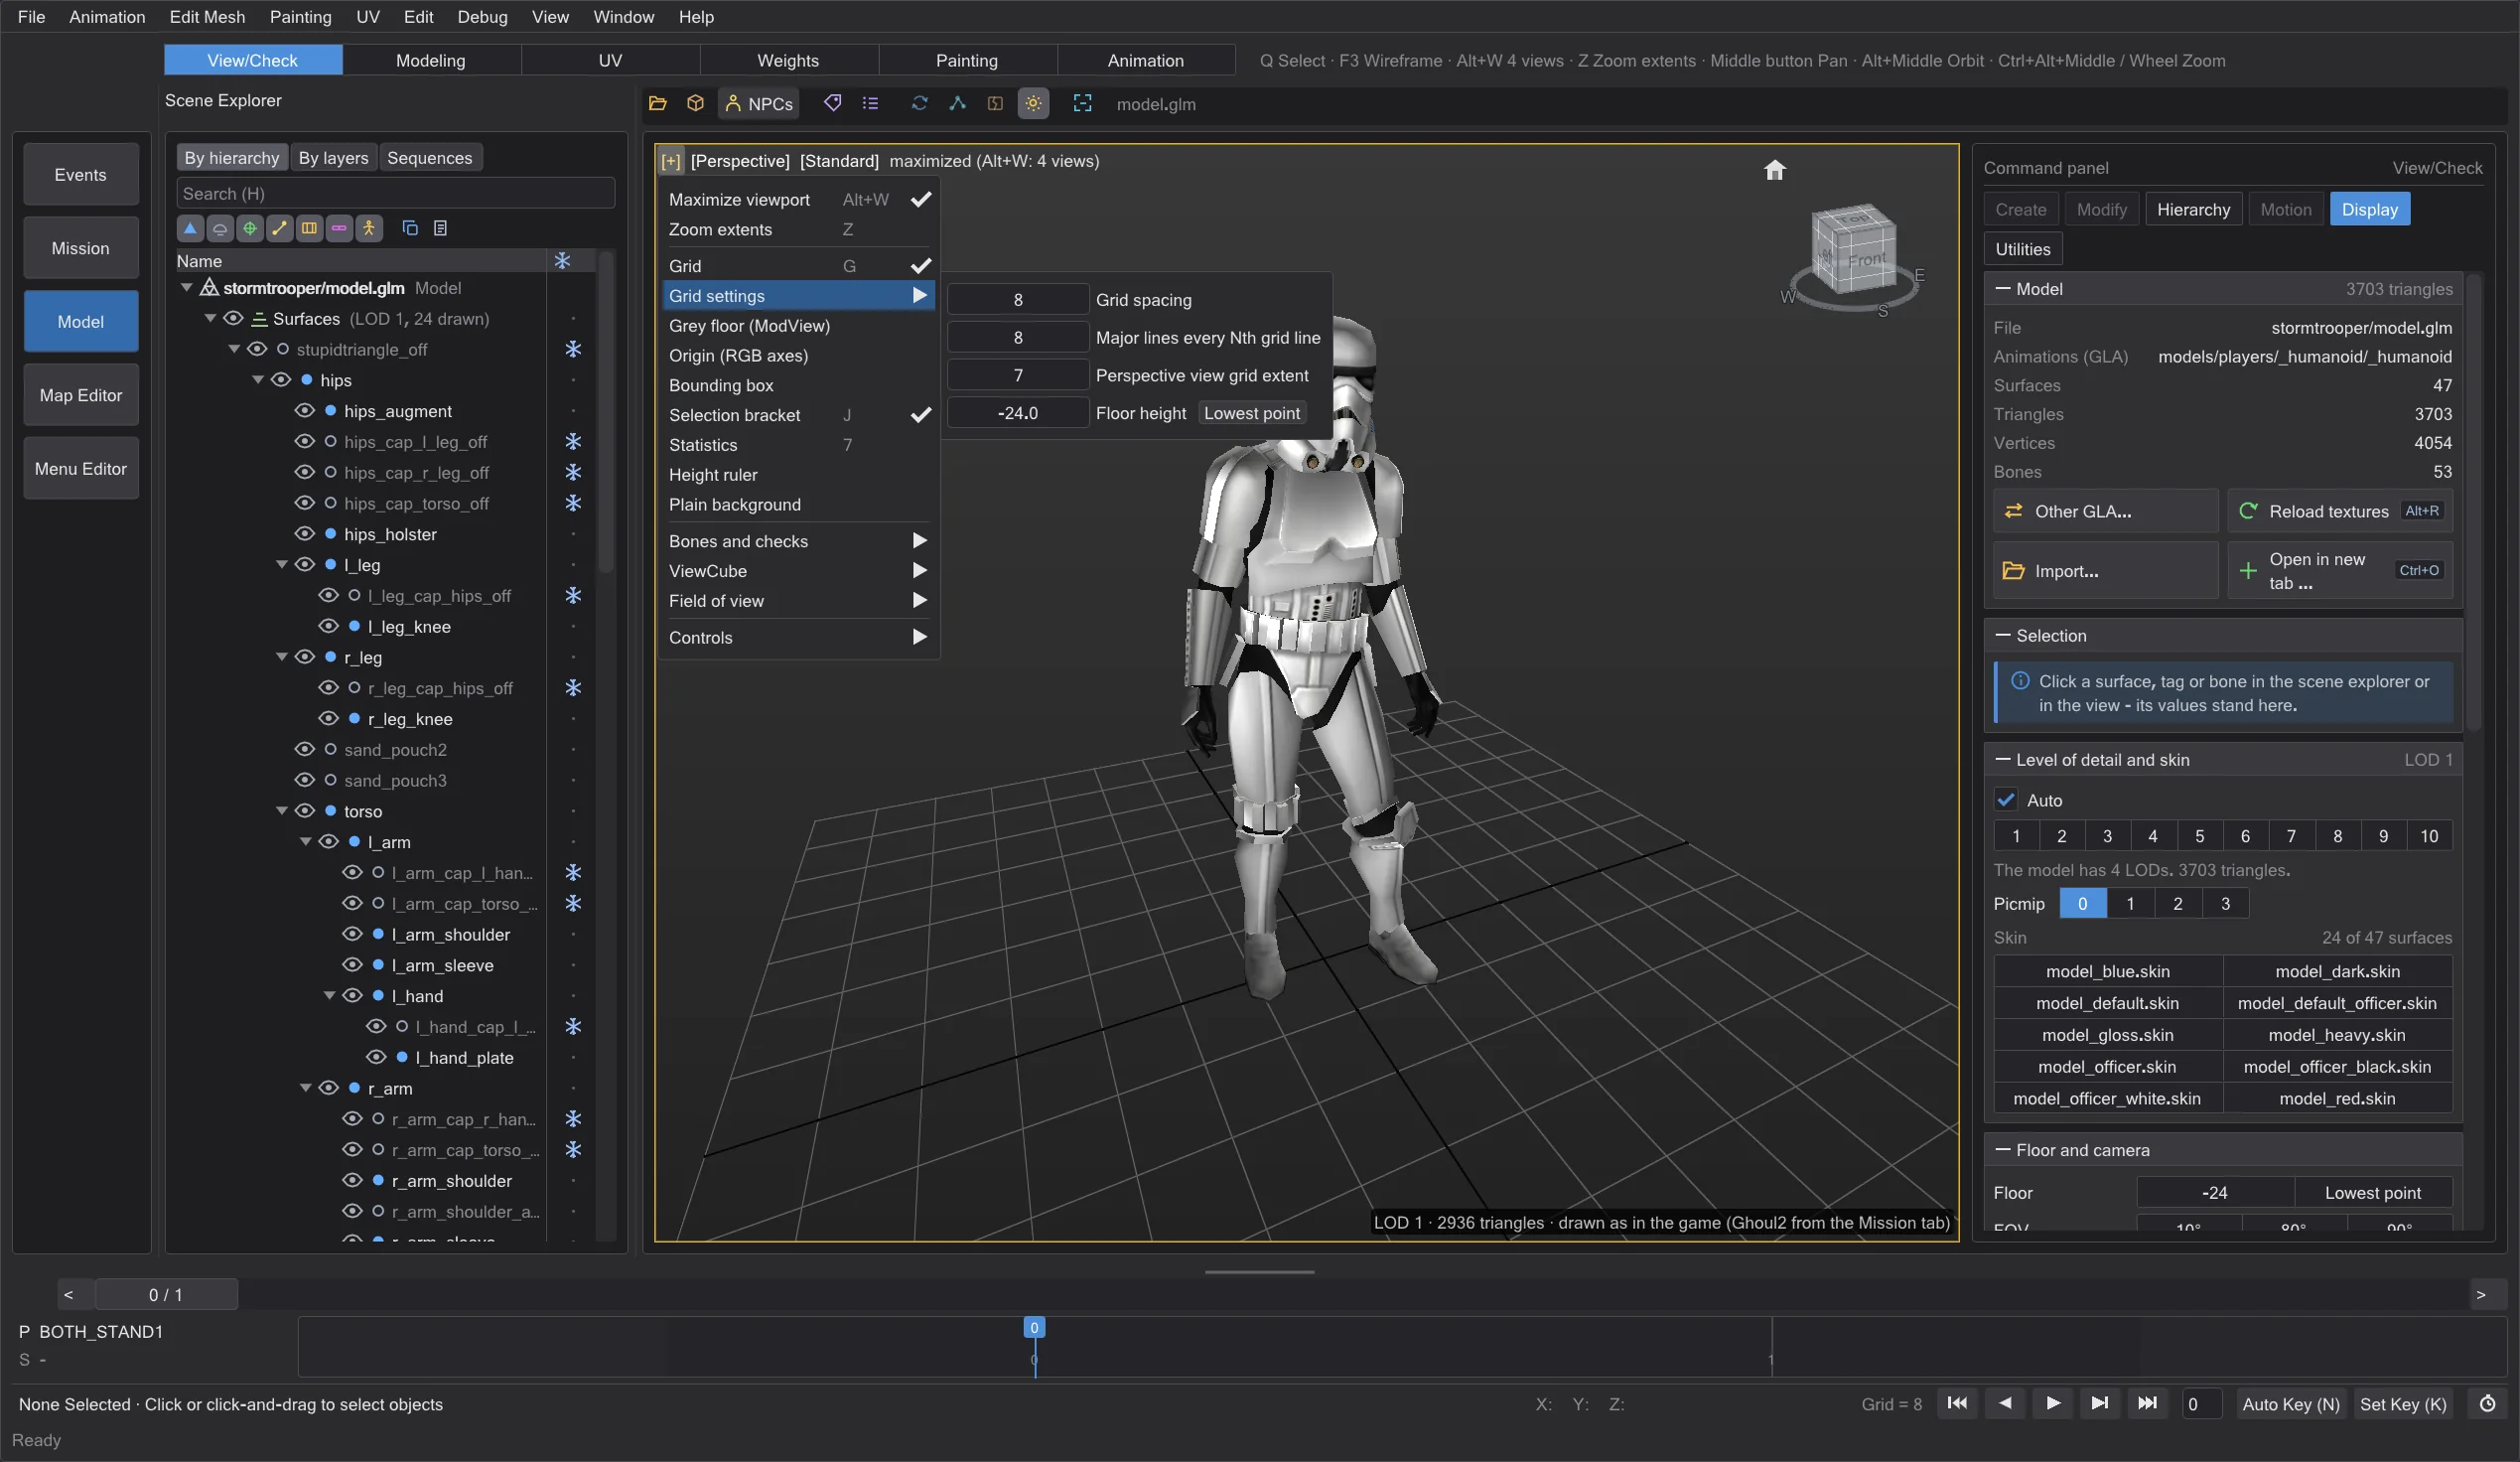 File Animation Edit Mesh Painting UV Edit Debug View Window Help
View/Check Modeling UV Weights Painting Animation Q Select · F3 Wireframe · Alt+W 4 views · Z Zoom extents · Middle button Pan · Alt+Middle Orbit · Ctrl+Alt+Middle / Wheel Zoom
Scene Explorer
NPCs model.glm
Events
Mission
Model
Map Editor
Menu Editor
By hierarchy By layers Sequences
Search (H)
Name
stormtrooper/model.glm Model
Surfaces (LOD 1, 24 drawn)
stupidtriangle_off
hips
hips_augment
hips_cap_l_leg_off
hips_cap_r_leg_off
hips_cap_torso_off
hips_holster
l_leg
l_leg_cap_hips_off
l_leg_knee
r_leg
r_leg_cap_hips_off
r_leg_knee
sand_pouch2
sand_pouch3
torso
l_arm
l_arm_cap_l_han...
l_arm_cap_torso_...
l_arm_shoulder
l_arm_sleeve
l_hand
l_hand_cap_l_...
l_hand_plate
r_arm
r_arm_cap_r_han...
r_arm_cap_torso_...
r_arm_shoulder
r_arm_shoulder_a...
[+] [Perspective] [Standard] maximized (Alt+W: 4 views)
Maximize viewport Alt+W
Zoom extents Z
Grid G
Grid settings
Grey floor (ModView)
Origin (RGB axes)
Bounding box
Selection bracket J
Statistics 7
Height ruler
Plain background
Bones and checks
ViewCube
Field of view
Controls
8 Grid spacing
8 Major lines every Nth grid line
7 Perspective view grid extent
-24.0 Floor height Lowest point
Top
Front
W
S
E
LOD 1 · 2936 triangles · drawn as in the game (Ghoul2 from the Mission tab)
Command panel View/Check
Create Modify Hierarchy Motion Display
Utilities
Model 3703 triangles
File stormtrooper/model.glm
Animations (GLA) models/players/_humanoid/_humanoid
Surfaces 47
Triangles 3703
Vertices 4054
Bones 53
Other GLA... Reload textures Alt+R
Import... Open in new tab ... Ctrl+O
Selection
Click a surface, tag or bone in the scene explorer or
in the view - its values stand here.
Level of detail and skin LOD 1
Auto
1 2 3 4 5 6 7 8 9 10
The model has 4 LODs. 3703 triangles.
Picmip 0 1 2 3
Skin 24 of 47 surfaces
model_blue.skin model_dark.skin
model_default.skin model_default_officer.skin
model_gloss.skin model_heavy.skin
model_officer.skin model_officer_black.skin
model_officer_white.skin model_red.skin
Floor and camera
Floor -24 Lowest point
FOV 10° 80° 90°
< 0 / 1 >
P BOTH_STAND1
S -
0
0 1
None Selected · Click or click-and-drag to select objects X: Y: Z: Grid = 8 0 Auto Key (N) Set Key (K)
Ready